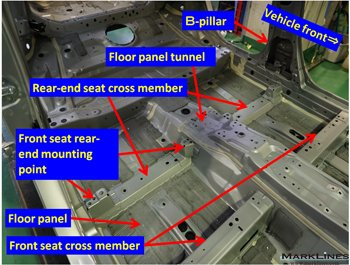 B-pillar
Vehicle front⇒
Floor panel tunnel
Rear-end seat cross member
Front seat rear-
end mounting
point
Floor panel
Front seat cross member
MARKLINES